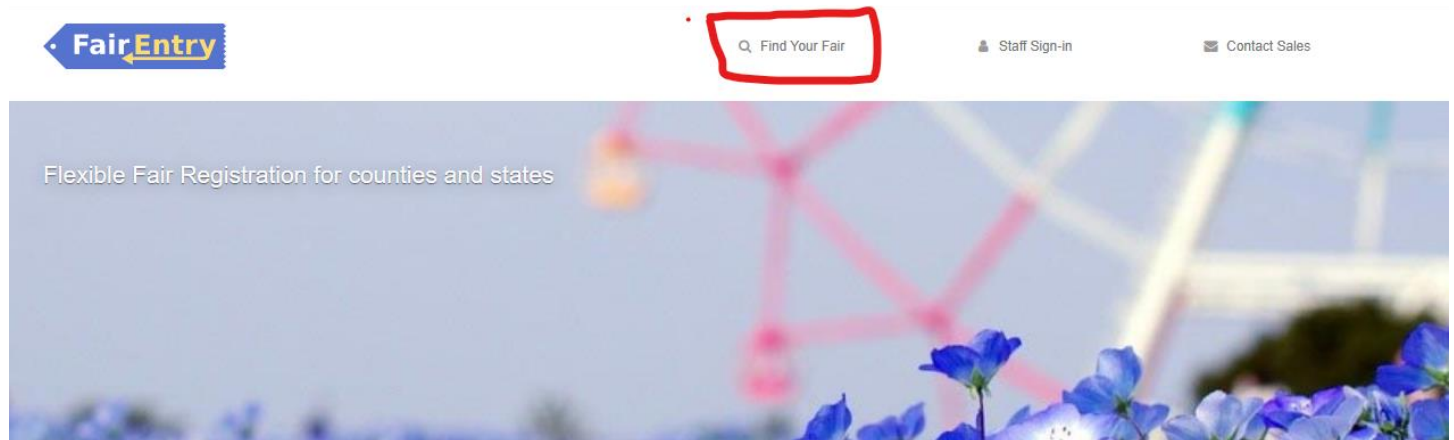 FairEntry
Find Your Fair
Staff Sign-in
Contact Sales
Flexible Fair Registration for counties and states